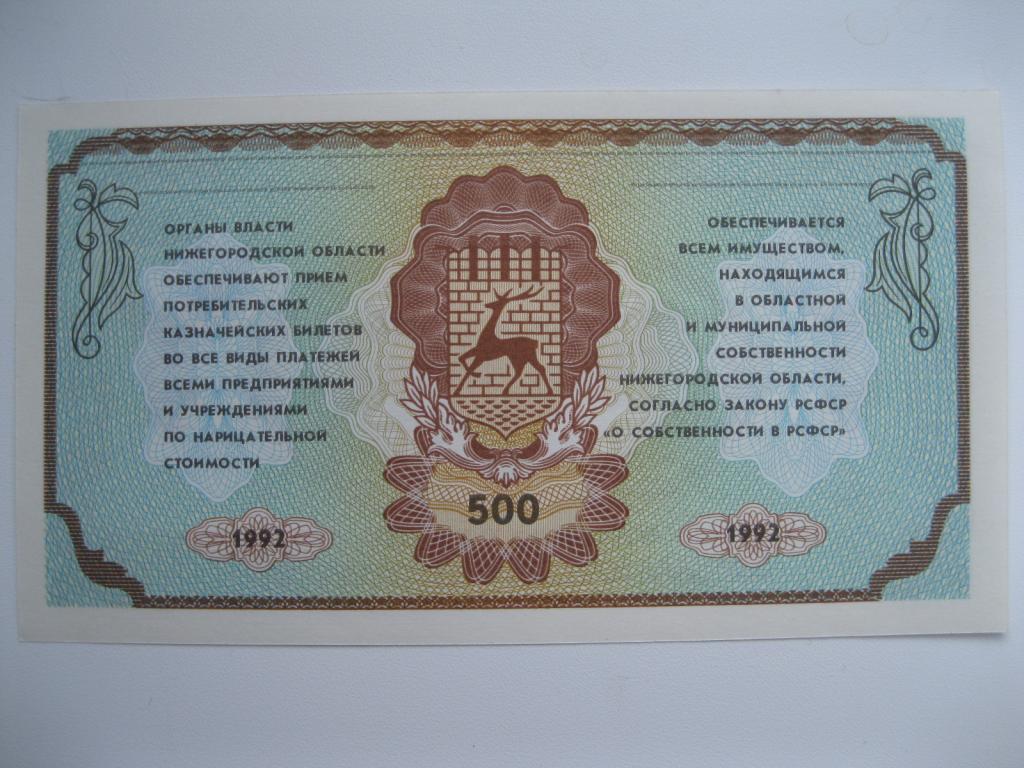 ОРГАНЫ ВЛАСТИ
НИЖЕГОРОДСКОЙ ОБЛАСТИ
ОБЕСПЕЧИВАЮТ ПРИЕМ
ПОТРЕБИТЕЛЬСКИХ
КАЗНАЧЕЙСКИХ БИЛЕТОВ
ВО ВСЕ ВИДЫ ПЛАТЕЖЕЙ
ВСЕМИ ПРЕДПРИЯТИЯМИ
И УЧРЕЖДЕНИЯМИ
ПО НАРИЦАТЕЛЬНОЙ
СТОИМОСТИ
ОБЕСПЕЧИВАЕТСЯ
ВСЕМ ИМУЩЕСТВОМ,
НАХОДЯЩИМСЯ
В ОБЛАСТНОЙ
И МУНИЦИПАЛЬНОЙ
СОБСТВЕННОСТИ
НИЖЕГОРОДСКОЙ ОБЛАСТИ,
СОГЛАСНО ЗАКОНУ РСФСР
«О СОБСТВЕННОСТИ В РСФСР»
500
1992
1992